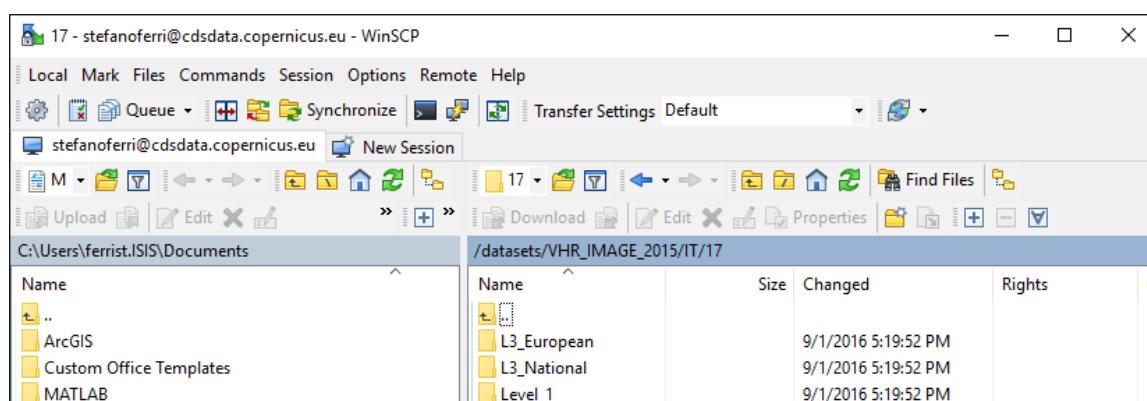 17 - stefanoferri@cdsdata.copernicus.eu - WinSCP
Local Mark Files Commands Session Options Remote Help
Queue Synchronize Transfer Settings Default
stefanoferri@cdsdata.copernicus.eu New Session
M 17 Find Files
Upload Edit » » Download Edit Properties
C:\Users\ferrist.ISIS\Documents /datasets/VHR_IMAGE_2015/IT/17
Name Name Size Changed Rights
.. ..
ArcGIS L3_European 9/1/2016 5:19:52 PM
Custom Office Templates L3_National 9/1/2016 5:19:52 PM
MATLAB Level_1 9/1/2016 5:19:52 PM